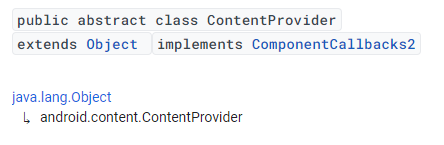 public abstract class ContentProvider
extends Object implements ComponentCallbacks2
java.lang.Object
↳ android.content.ContentProvider